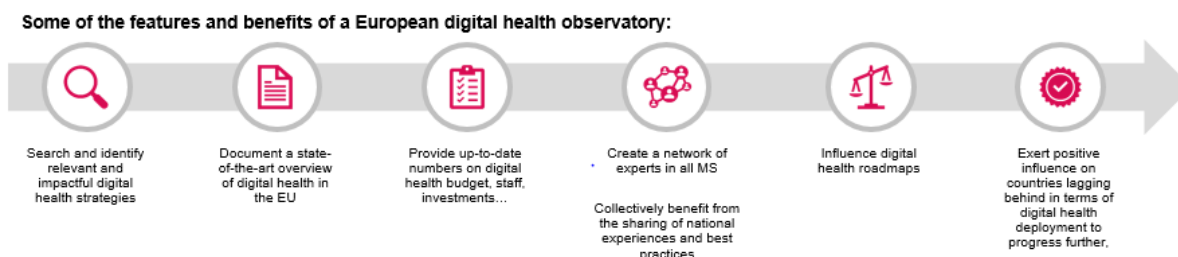 Some of the features and benefits of a European digital health observatory:
Search and identify
relevant and
impactful digital
health strategies
Document a state-
of-the-art overview
of digital health in
the EU
Provide up-to-date
numbers on digital
health budget, staff,
investments...
Create a network of
experts in all MS
Collectively benefit from
the sharing of national
experiences and best
practices
Influence digital
health roadmaps
Exert positive
influence on
countries lagging
behind in terms of
digital health
deployment to
progress further,